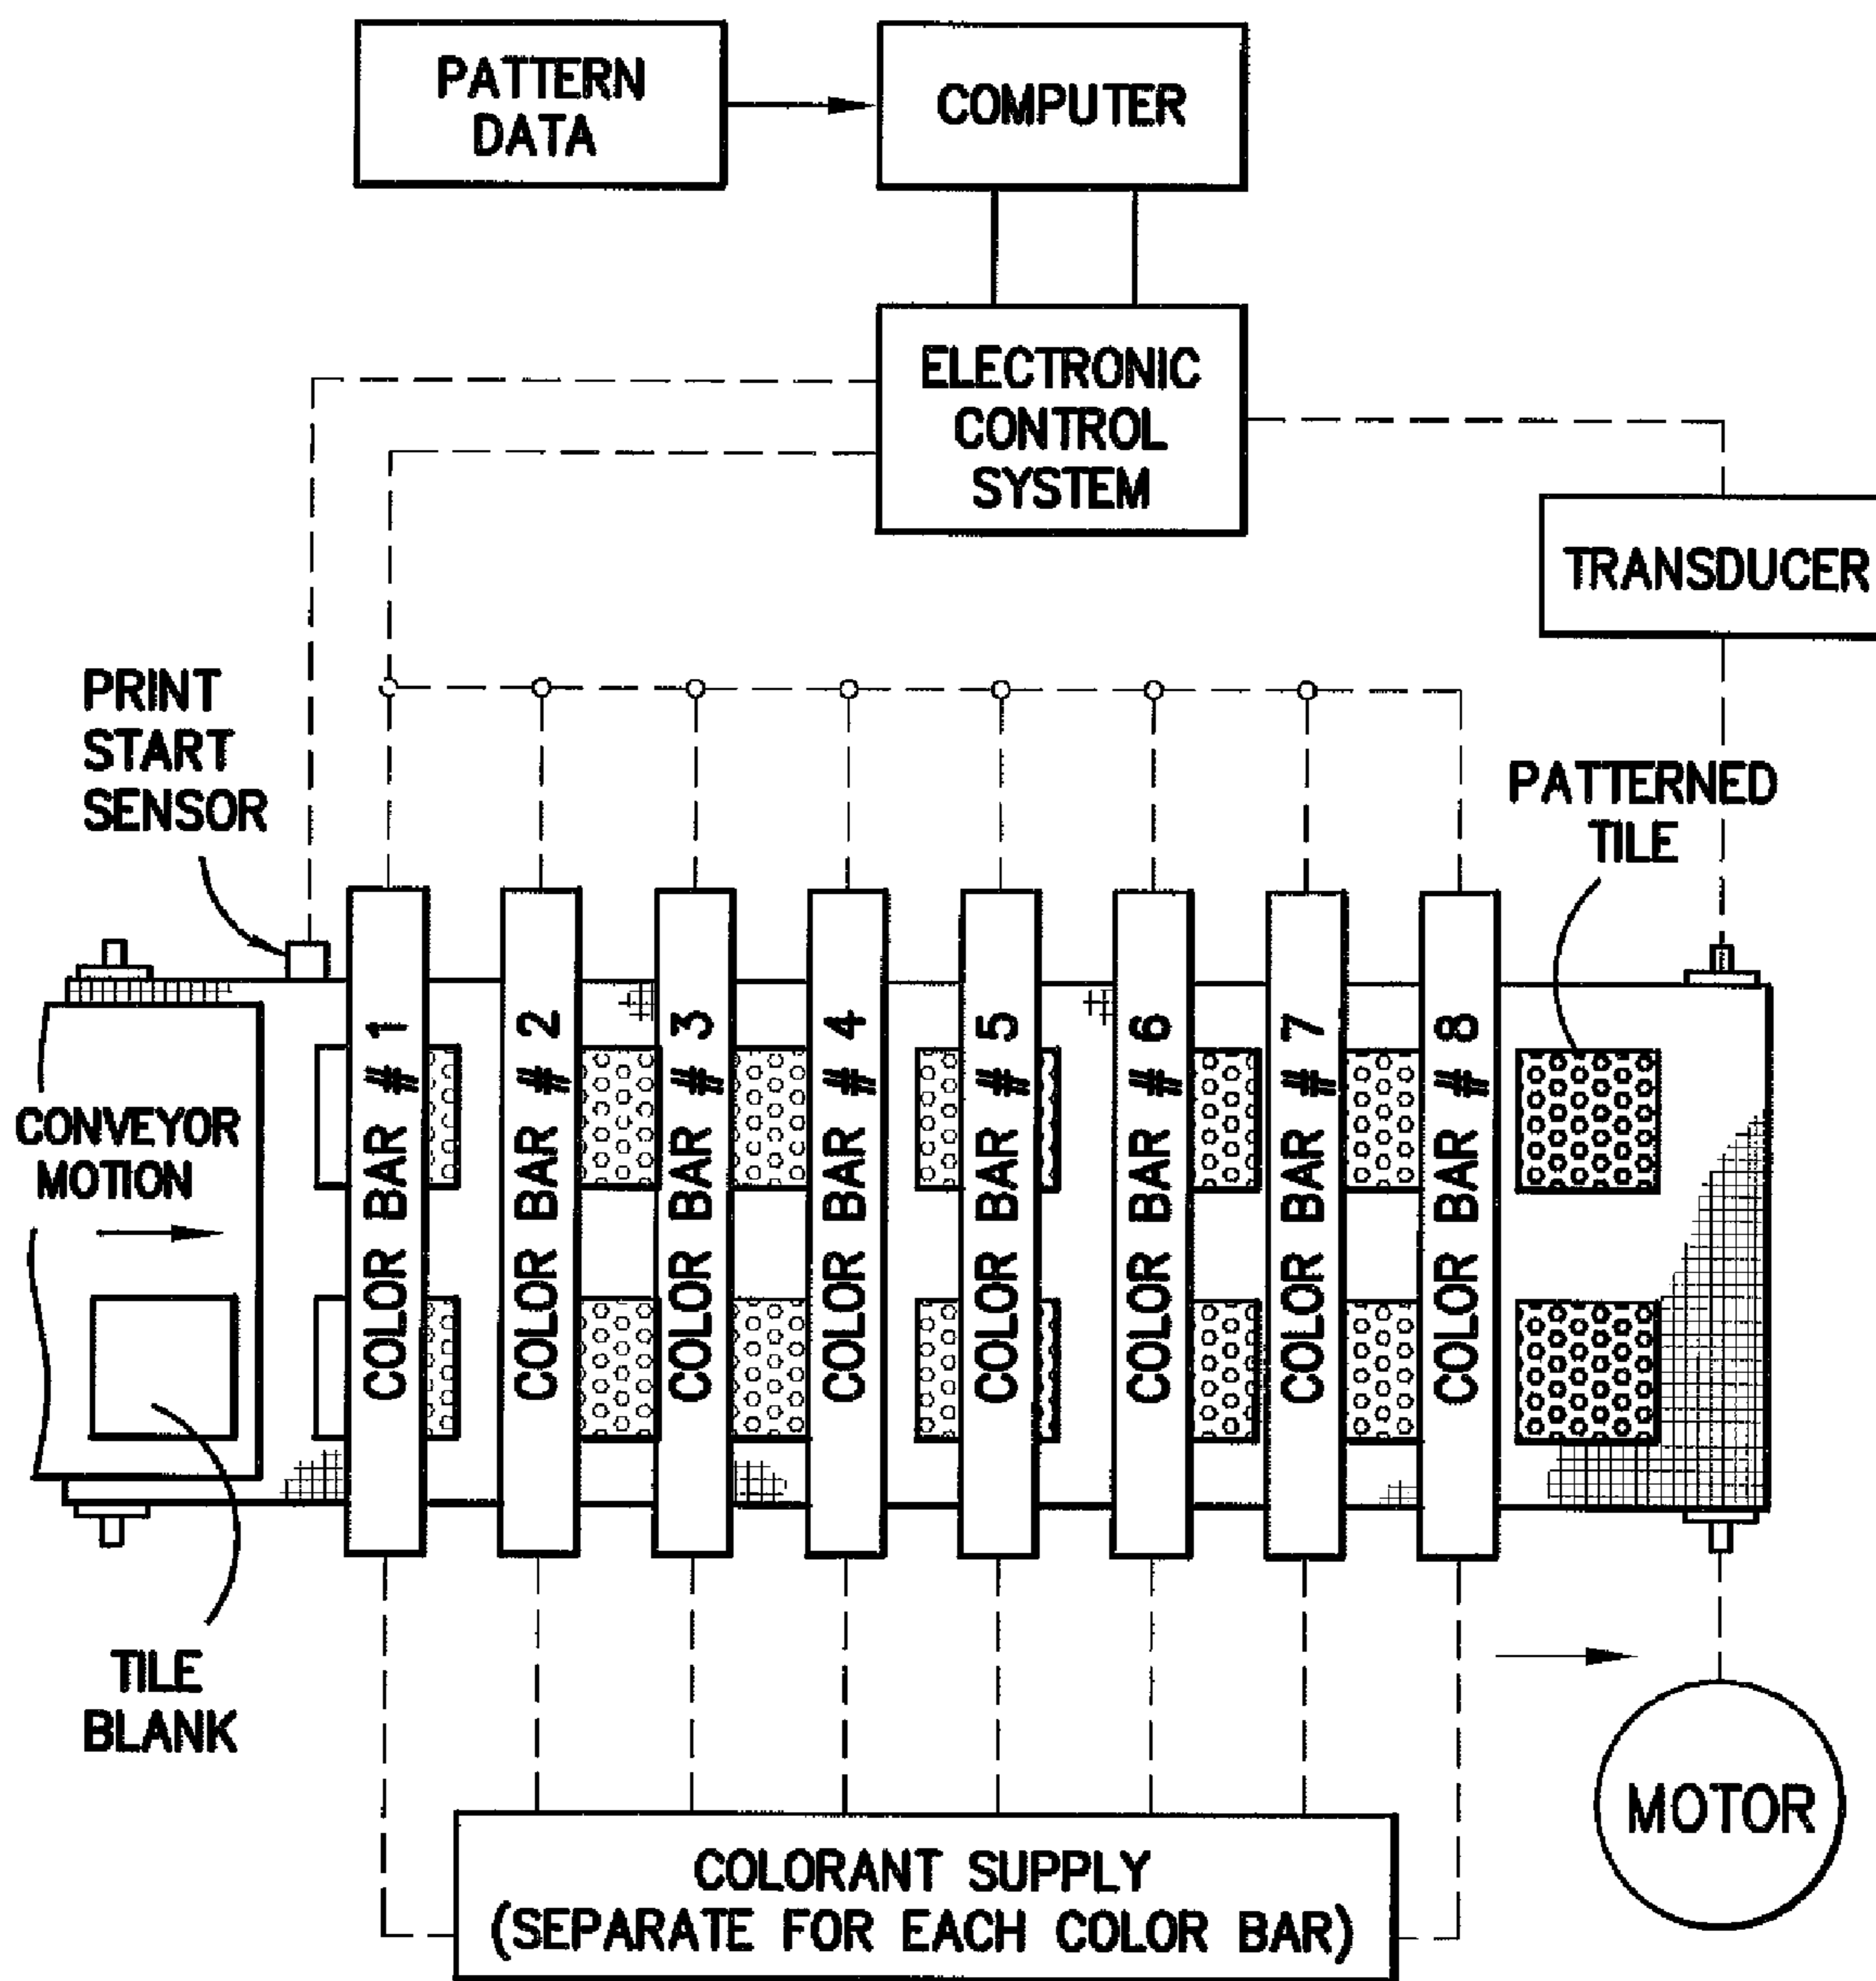 PATTERN
DATA
COMPUTER
ELECTRONIC
CONTROL
SYSTEM
TRANSDUCER
PRINT
START
SENSOR
PATTERNED
TILE
CONVEYOR
MOTION
COLOR BAR # 1
COLOR BAR # 2
COLOR BAR # 3
COLOR BAR # 4
COLOR BAR # 5
COLOR BAR # 6
COLOR BAR # 7
COLOR BAR # 8
TILE
BLANK
MOTOR
COLORANT SUPPLY
(SEPARATE FOR EACH COLOR BAR)